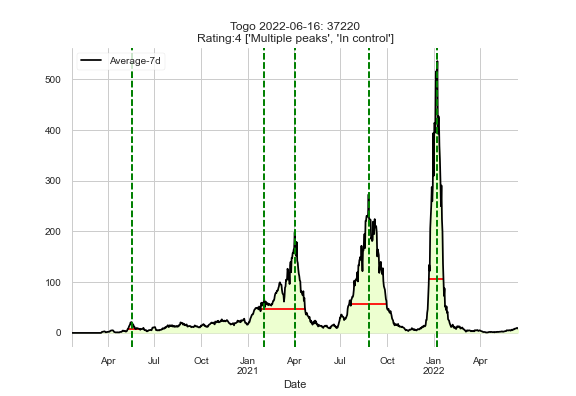 Togo 2022-06-16: 37220
Rating:4 ['Multiple peaks', 'In control']
Average-7d
500
400
300
200
100
0
Apr Jul Oct Jan Apr Jul Oct Jan Apr
2021 2022
Date